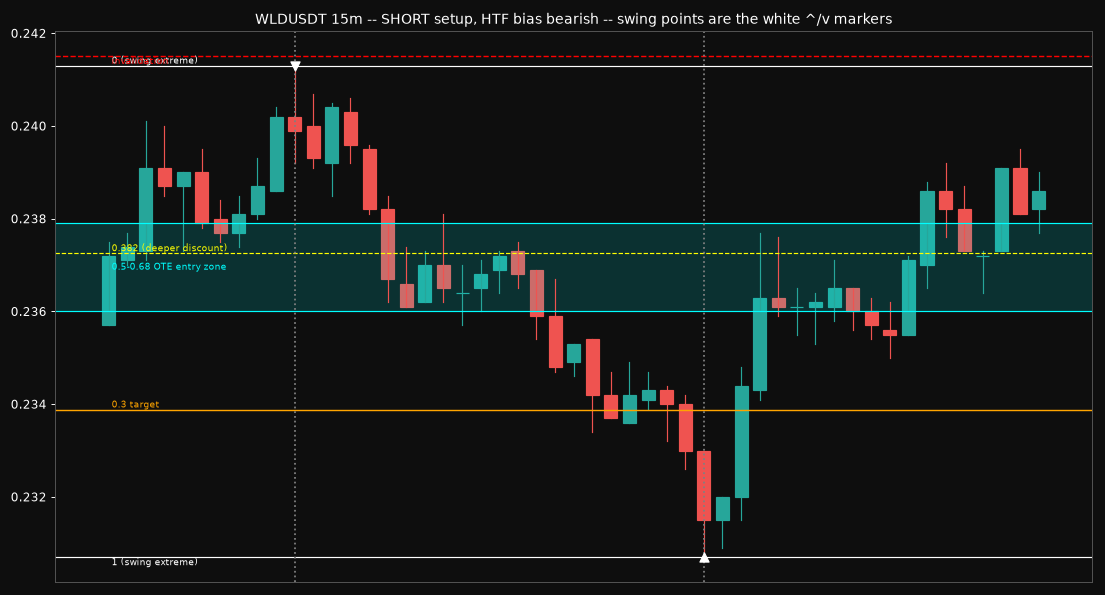 WLDUSDT 15m -- SHORT setup, HTF bias bearish -- swing points are the white ^/v markers
0.242
0 (swing extreme)
0.240
0.238
0.382 (deeper discount)
0.5-0.68 OTE entry zone
0.236
0.234
0.3 target
0.232
1 (swing extreme)